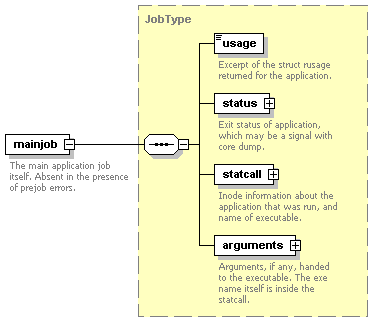 JobType
usage
Excerpt of the struct rusage
returned for the application.
status
Exit status of application,
which may be a signal with
core dump.
mainjob
The main application job
itself. Absent in the presence
of prejob errors.
statcall
Inode information about the
application that was run, and
name of executable.
arguments
Arguments, if any, handed
to the executable. The exe
name itself is inside the
statcall.